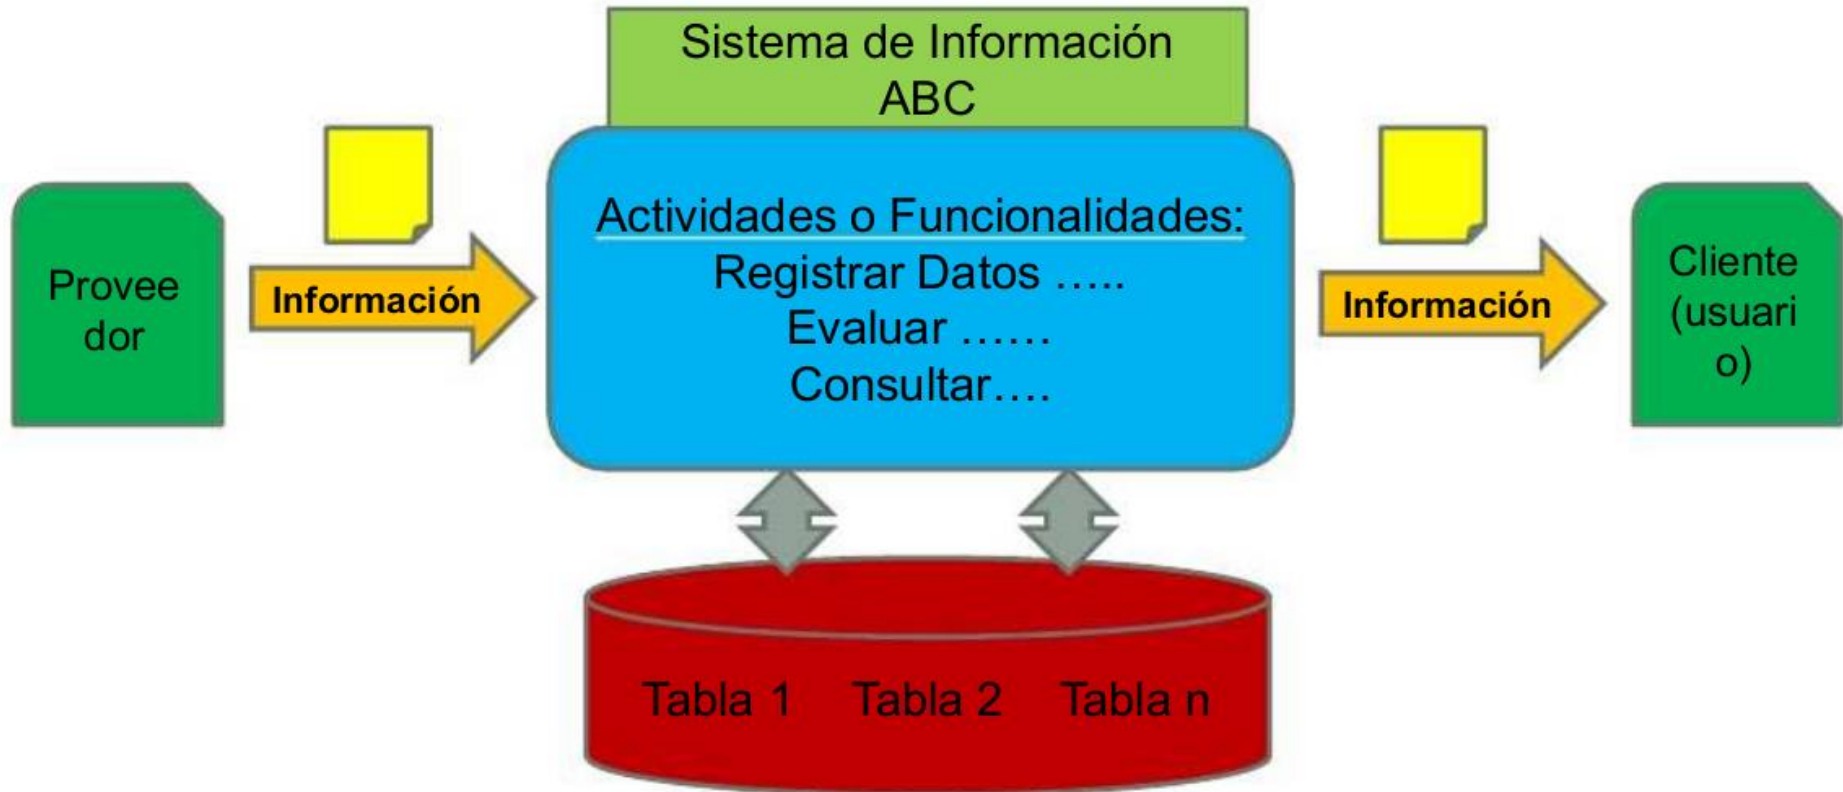 Sistema de Información
ABC
Provee
dor
Información
Actividades o Funcionalidades:
Registrar Datos .....
Evaluar ......
Consultar....
Información
Cliente
(usuari
o)
Tabla 1 Tabla 2 Tabla n